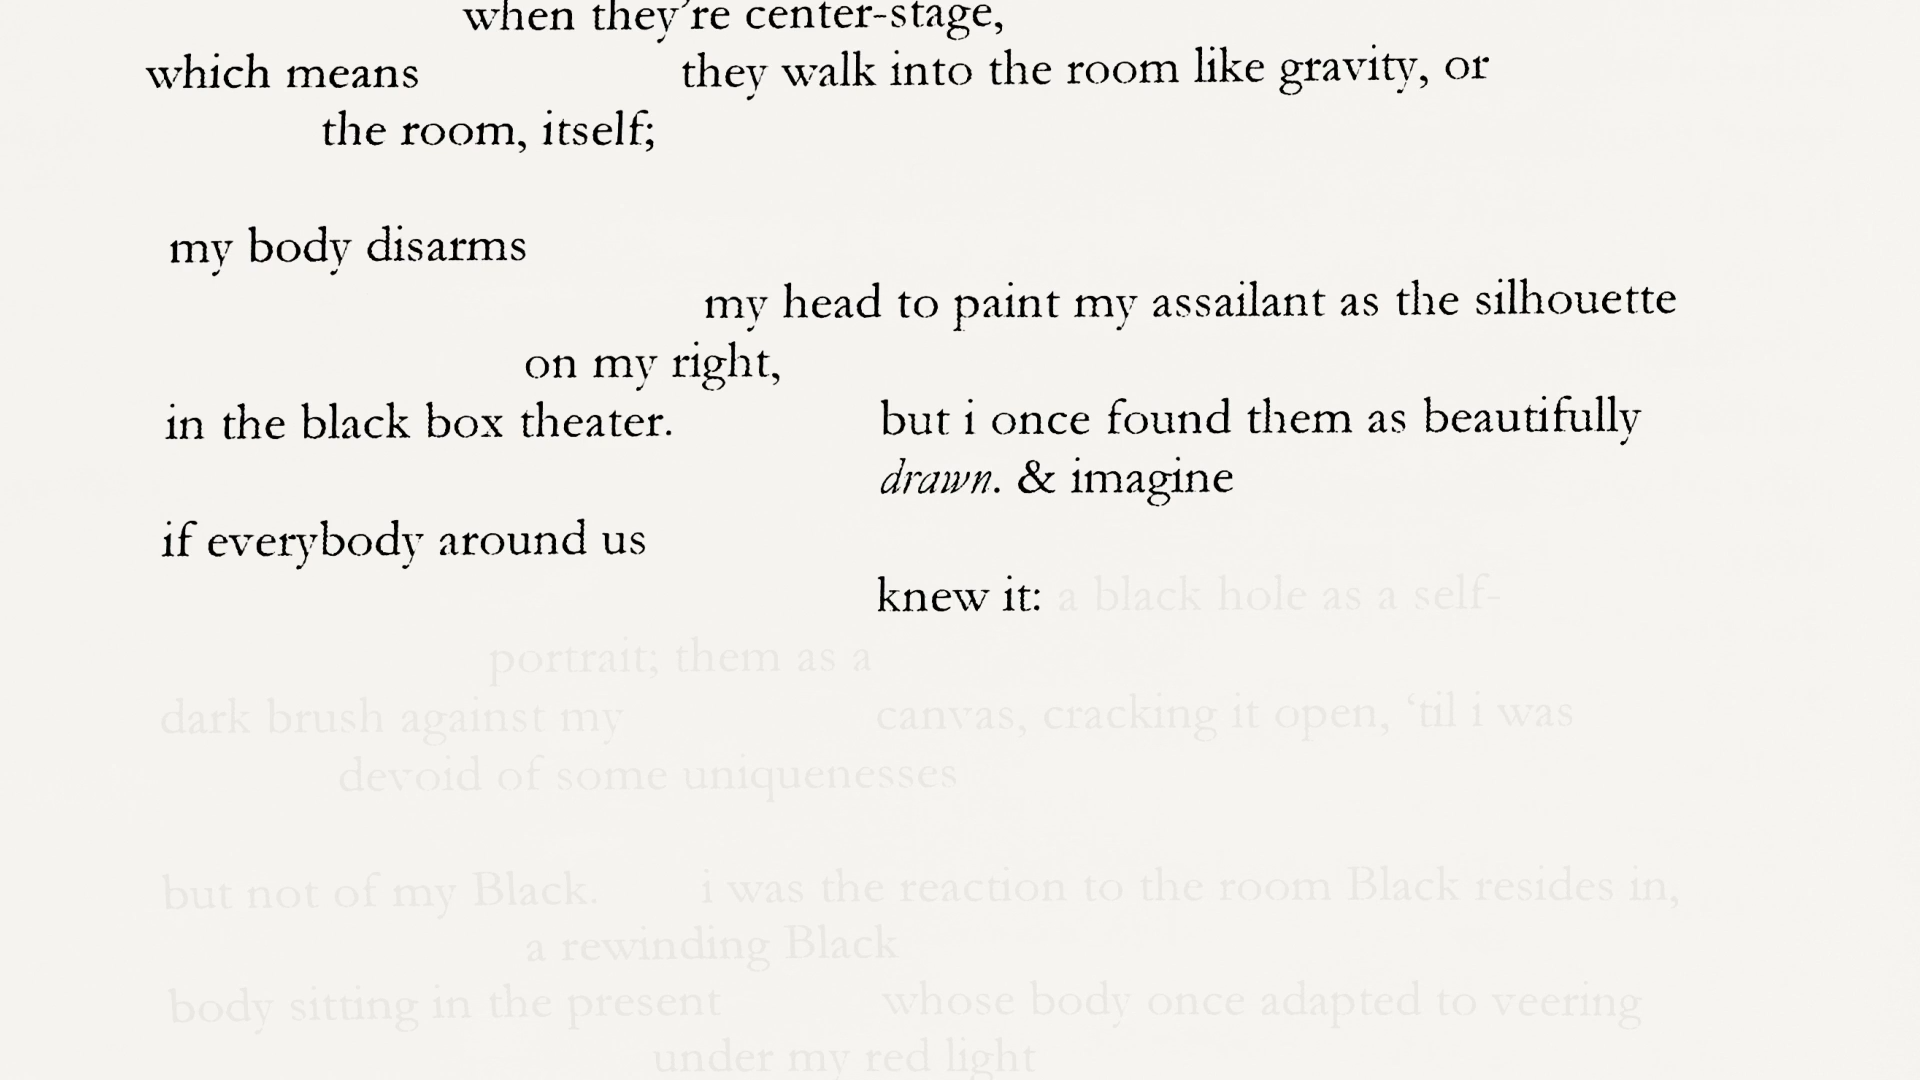 when they're center-stage,
which means they walk into the room like gravity, or
the room, itself;
my body disarms
my head to paint my assailant as the silhouette
on my right,
in the black box theater. but i once found them as beautifully
drawn. & imagine
if everybody around us
knew it: a black hole as a self-
portrait; them as a
dark brush against my canvas, cracking it open, ‘til i was
devoid of some uniquenesses
but not of my Black. i was the reaction to the room Black resides in,
a rewinding Black
body sitting in the present whose body once adapted to veering
under my red light